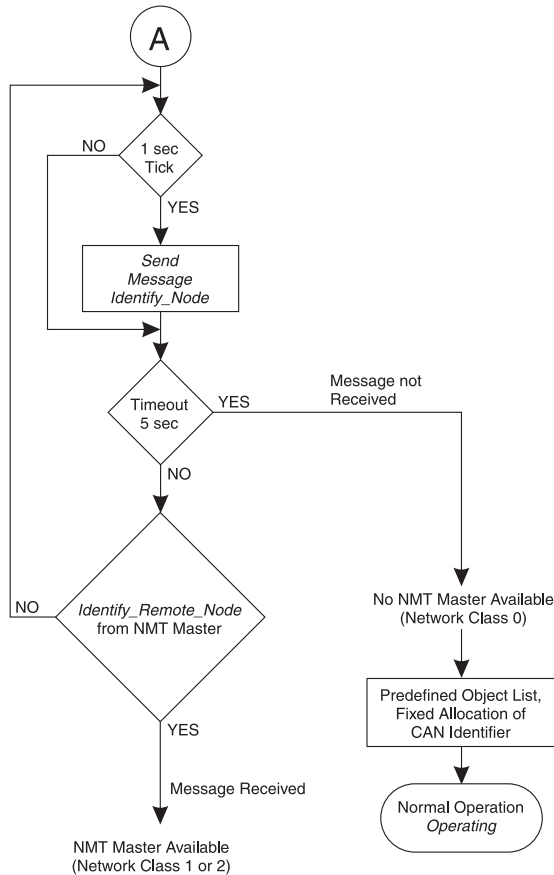 A
NO
1 sec
Tick
YES
Send
Message
Identify_Node
Timeout
5 sec
YES
Message not
Received
NO
Identify_Remote_Node
from NMT Master
NO
YES
Message Received
NMT Master Available
(Network Class 1 or 2)
No NMT Master Available
(Network Class 0)
Predefined Object List,
Fixed Allocation of
CAN Identifier
Normal Operation
Operating